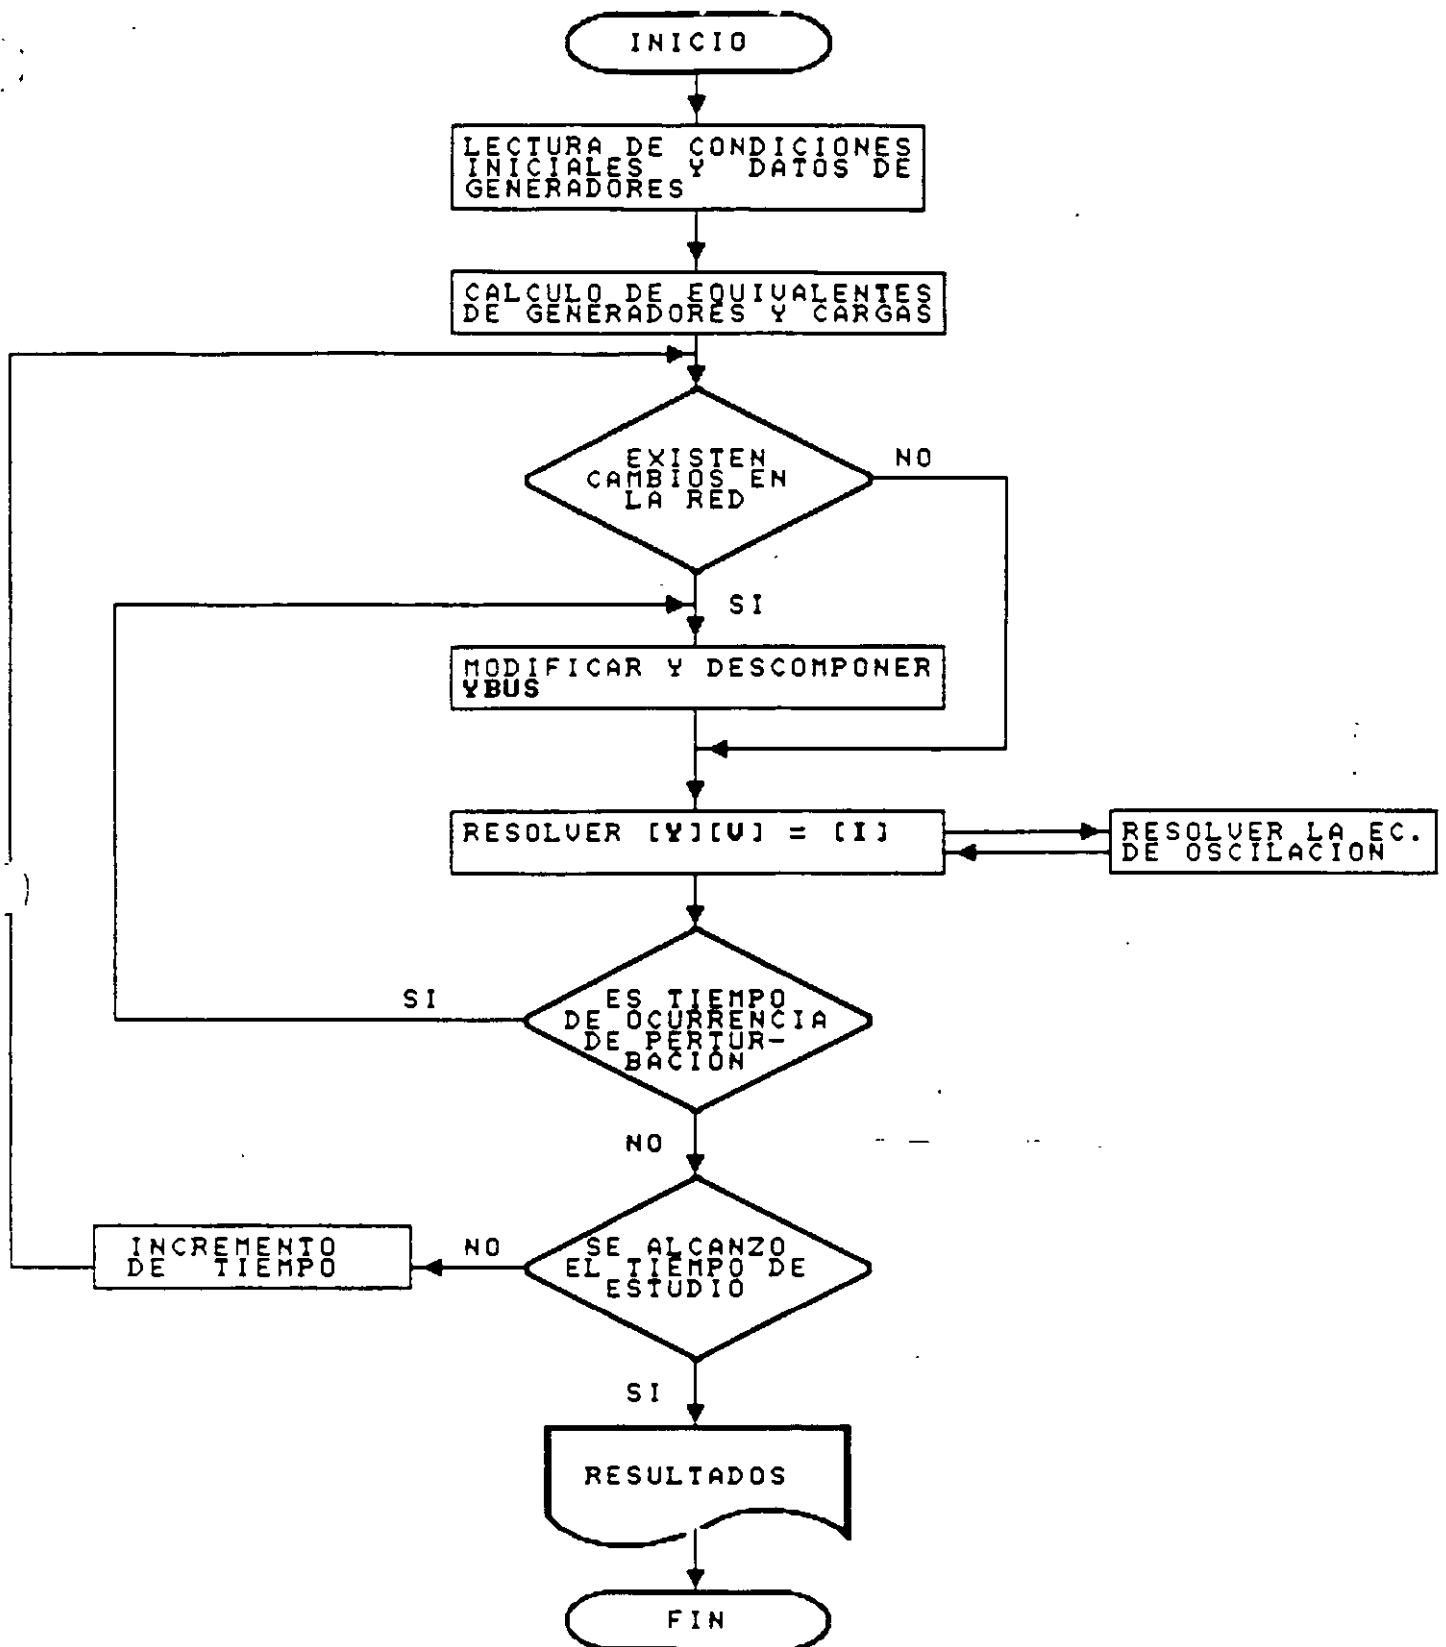 INICIO
LECTURA DE CONDICIONES
INICIALES Y DATOS DE
GENERADORES
CALCULO DE EQUIVALENTES
DE GENERADORES Y CARGAS
EXISTEN
CAMBIOS EN
LA RED
NO
SI
MODIFICAR Y DESCOMPONER
YBUS
RESOLVER [Y][V] = [I]
RESOLVER LA EC.
DE OSCILACION
SI
ES TIEMPO
DE OCURRENCIA
DE PERTUR-
BACION
NO
INCREMENTO
DE TIEMPO
NO
SE ALCANZO
EL TIEMPO DE
ESTUDIO
SI
RESULTADOS
FIN